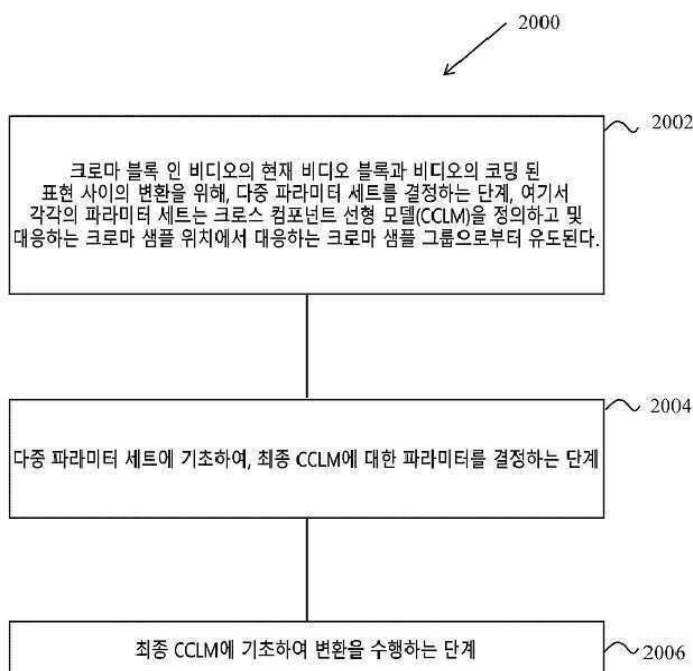 2000
2002
크로마 블록 인 비디오의 현재 비디오 블록과 비디오의 코딩 된
표현 사이의 변환을 위해, 다중 파라미터 세트를 결정하는 단계, 여기서
각각의 파라미터 세트는 크로스 컴포넌트 선형 모델(CCLM)을 정의하고 및
대응하는 크로마 샘플 위치에서 대응하는 크로마 샘플 그룹으로부터 유도된다.
2004
다중 파라미터 세트에 기초하여, 최종 CCLM에 대한 파라미터를 결정하는 단계
최종 CCLM에 기초하여 변환을 수행하는 단계
2006